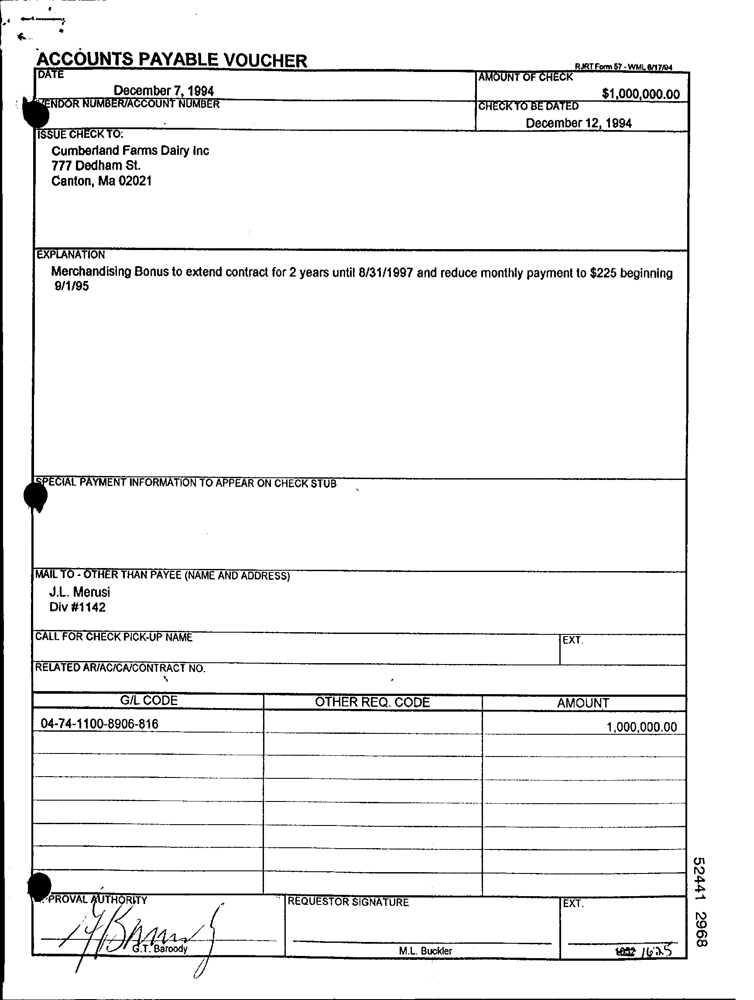 ACCOUNTS PAYABLE VOUCHER
RJRT Form 57 - WML 8/17/94
DATE
December 7, 1994
AMOUNT OF CHECK
$1,000,000.00
VENDOR NUMBER/ACCOUNT NUMBER
CHECK TO BE DATED
December 12, 1994
ISSUE CHECK TO:
Cumberland Farms Dairy Inc
777 Dedham St.
Canton, Ma 02021
EXPLANATION
Merchandising Bonus to extend contract for 2 years until 8/31/1997 and reduce monthly payment to $225 beginning
9/1/95
SPECIAL PAYMENT INFORMATION TO APPEAR ON CHECK STUB
MAIL TO - OTHER THAN PAYEE (NAME AND ADDRESS)
J.L. Merusi
Div #1142
CALL FOR CHECK PICK-UP NAME
EXT.
RELATED AR/AC/CA/CONTRACT NO.
G/L CODE OTHER REQ. CODE AMOUNT
04-74-1100-8906-816 1,000,000.00
PROVAL AUTHORITY REQUESTOR SIGNATURE EXT.
G.T. Baroody M.L. Buckler 1625
52441 2968